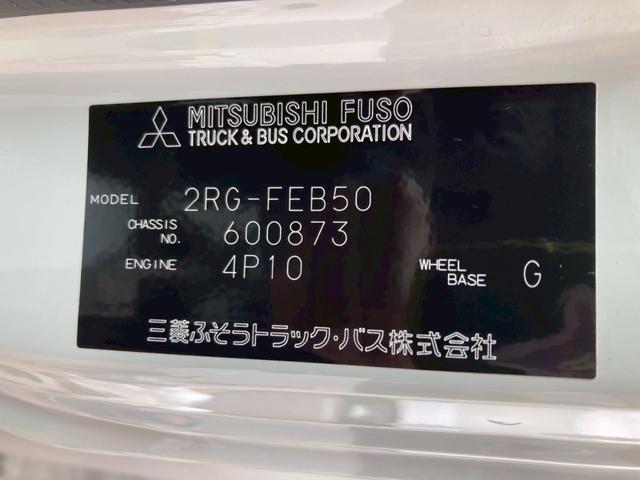 MITSUBISHI FUSO
TRUCK & BUS CORPORATION
MODEL 2RG-FEB50
CHASSIS NO. 600873
ENGINE 4P10 WHEEL BASE G
三菱ふそうトラック・バス株式会社